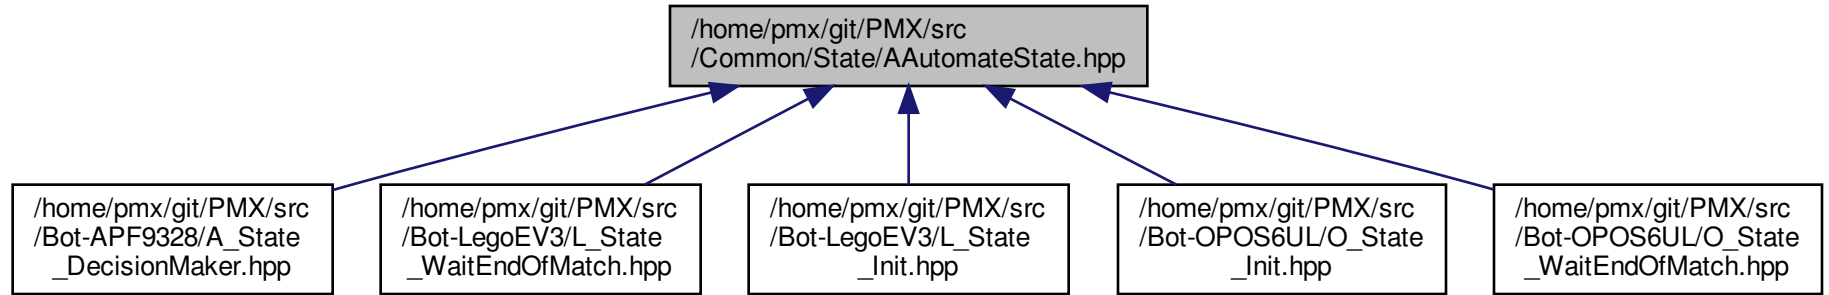 /home/pmx/git/PMX/src
/Common/State/AAutomateState.hpp
/home/pmx/git/PMX/src
/Bot-APF9328/A_State
_DecisionMaker.hpp
/home/pmx/git/PMX/src
/Bot-LegoEV3/L_State
_WaitEndOfMatch.hpp
/home/pmx/git/PMX/src
/Bot-LegoEV3/L_State
_Init.hpp
/home/pmx/git/PMX/src
/Bot-OPOS6UL/O_State
_Init.hpp
/home/pmx/git/PMX/src
/Bot-OPOS6UL/O_State
_WaitEndOfMatch.hpp